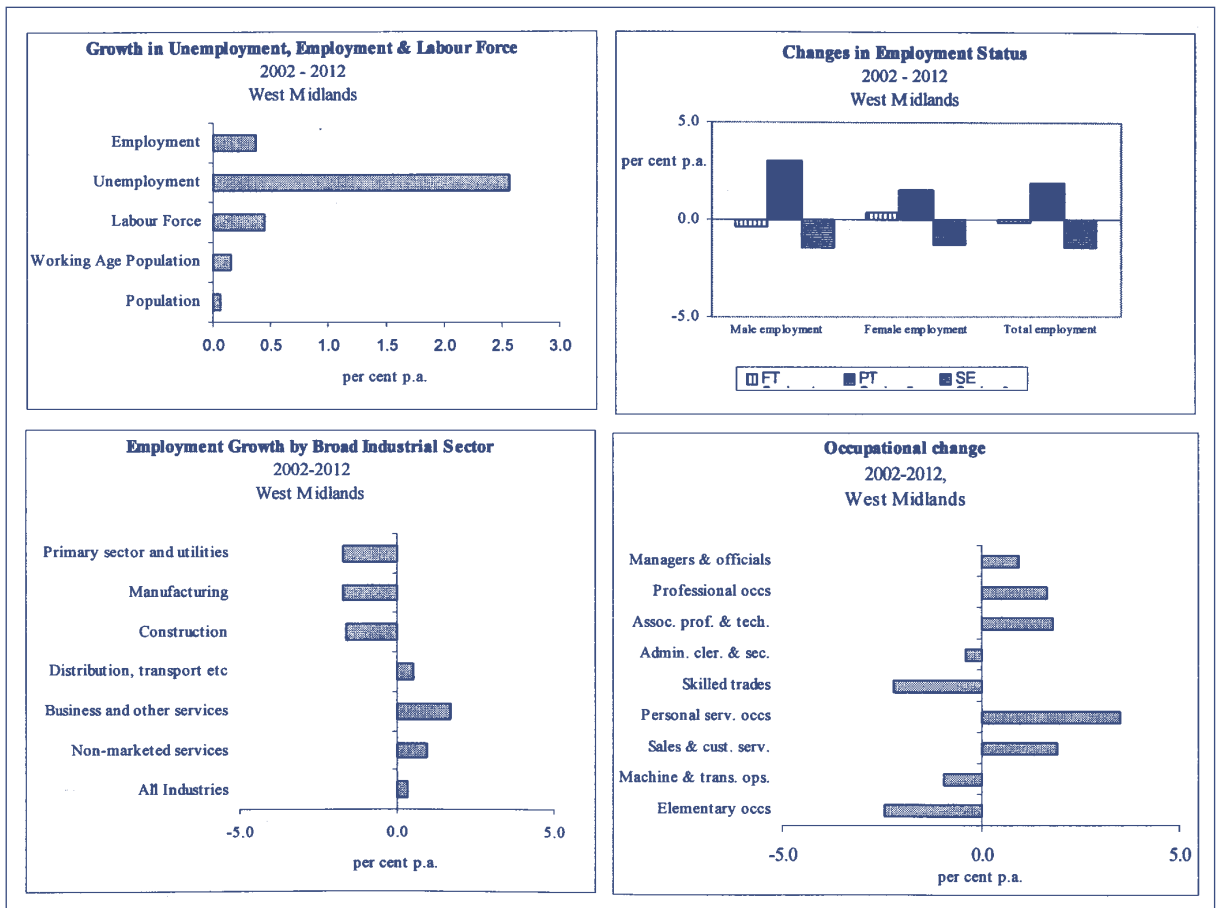 Growth in Unemployment, Employment & Labour Force
2002 - 2012
West Midlands
Employment
Unemployment
Labour Force
Working Age Population
Population
0.0 0.5 1.0 1.5 2.0 2.5 3.0
per cent p.a.
Changes in Employment Status
2002 - 2012
West Midlands
5.0
per cent p.a.
0.0
-5.0
Male employment Female employment Total employment
FT PT SE
Employment Growth by Broad Industrial Sector
2002-2012
West Midlands
Primary sector and utilities
Manufacturing
Construction
Distribution, transport etc
Business and other services
Non-marketed services
All Industries
-5.0 0.0 5.0
per cent p.a.
Occupational change
2002-2012,
West Midlands
Managers & officials
Professional occs
Assoc. prof. & tech.
Admin. cler. & sec.
Skilled trades
Personal serv. occs
Sales & cust. serv.
Machine & trans. ops.
Elementary occs
-5.0 0.0 5.0
per cent p.a.